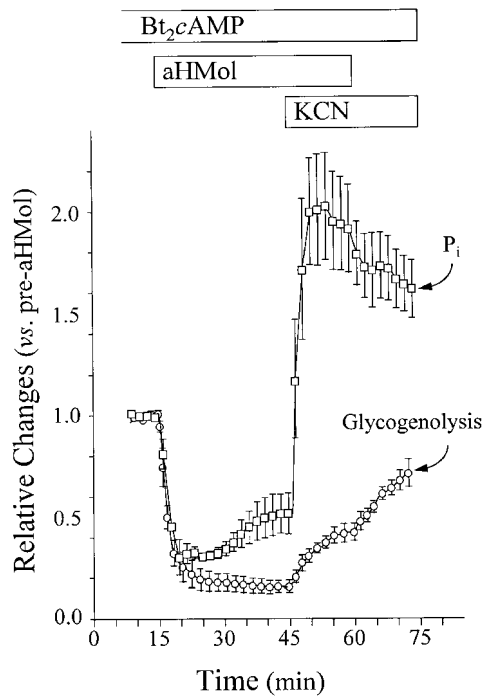 Bt₂cAMP
aHMol
KCN
Relative Changes (vs. pre-aHMol)
2.0
1.5
1.0
0.5
0.0
Pi
Glycogenolysis
0 15 30 45 60 75
Time (min)